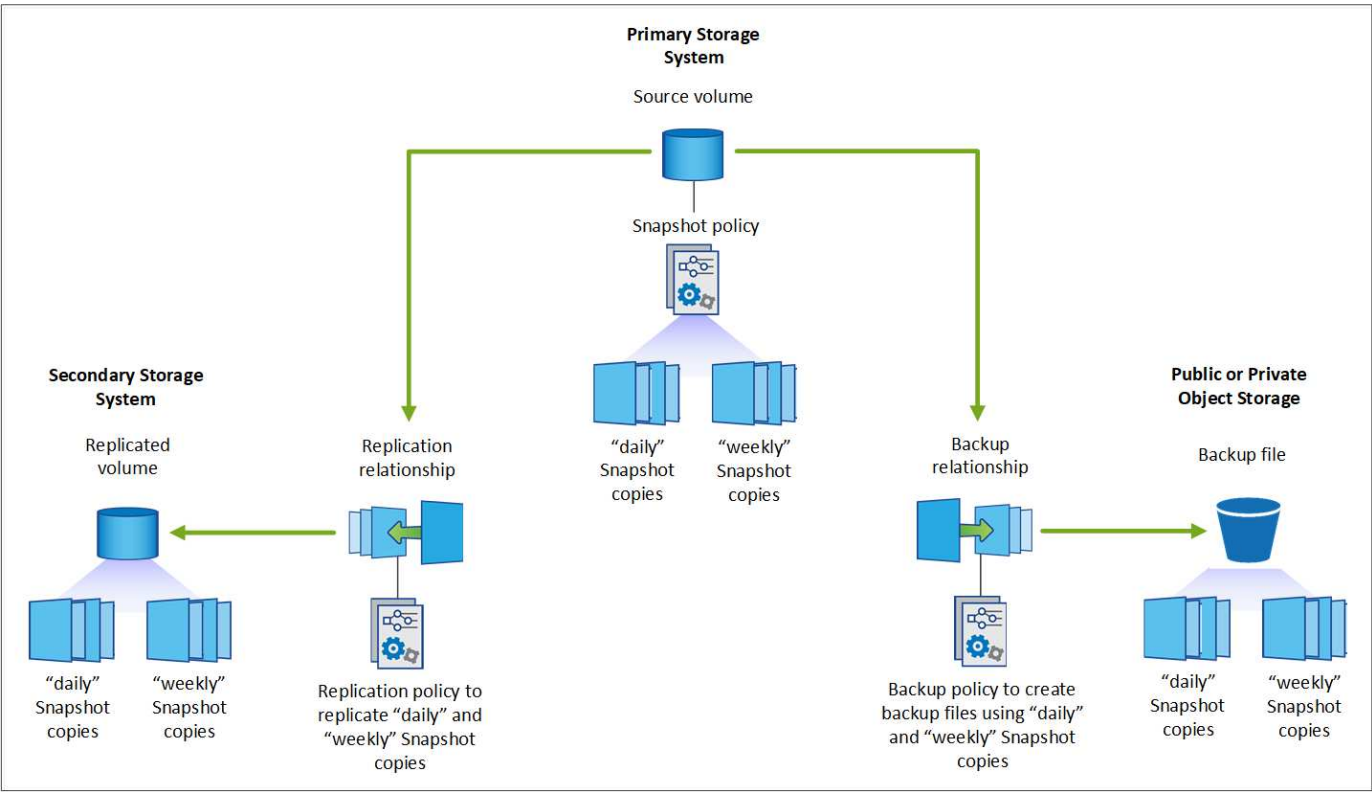 Primary Storage
System
Source volume
Snapshot policy
“daily”
Snapshot
copies
“weekly”
Snapshot
copies
Secondary Storage
System
Replicated
volume
“daily”
Snapshot
copies
“weekly”
Snapshot
copies
Replication
relationship
Replication policy to
replicate “daily” and
“weekly” Snapshot
copies
Backup
relationship
Backup policy to create
backup files using “daily”
and “weekly” Snapshot
copies
Public or Private
Object Storage
Backup file
“daily”
Snapshot
copies
“weekly”
Snapshot
copies